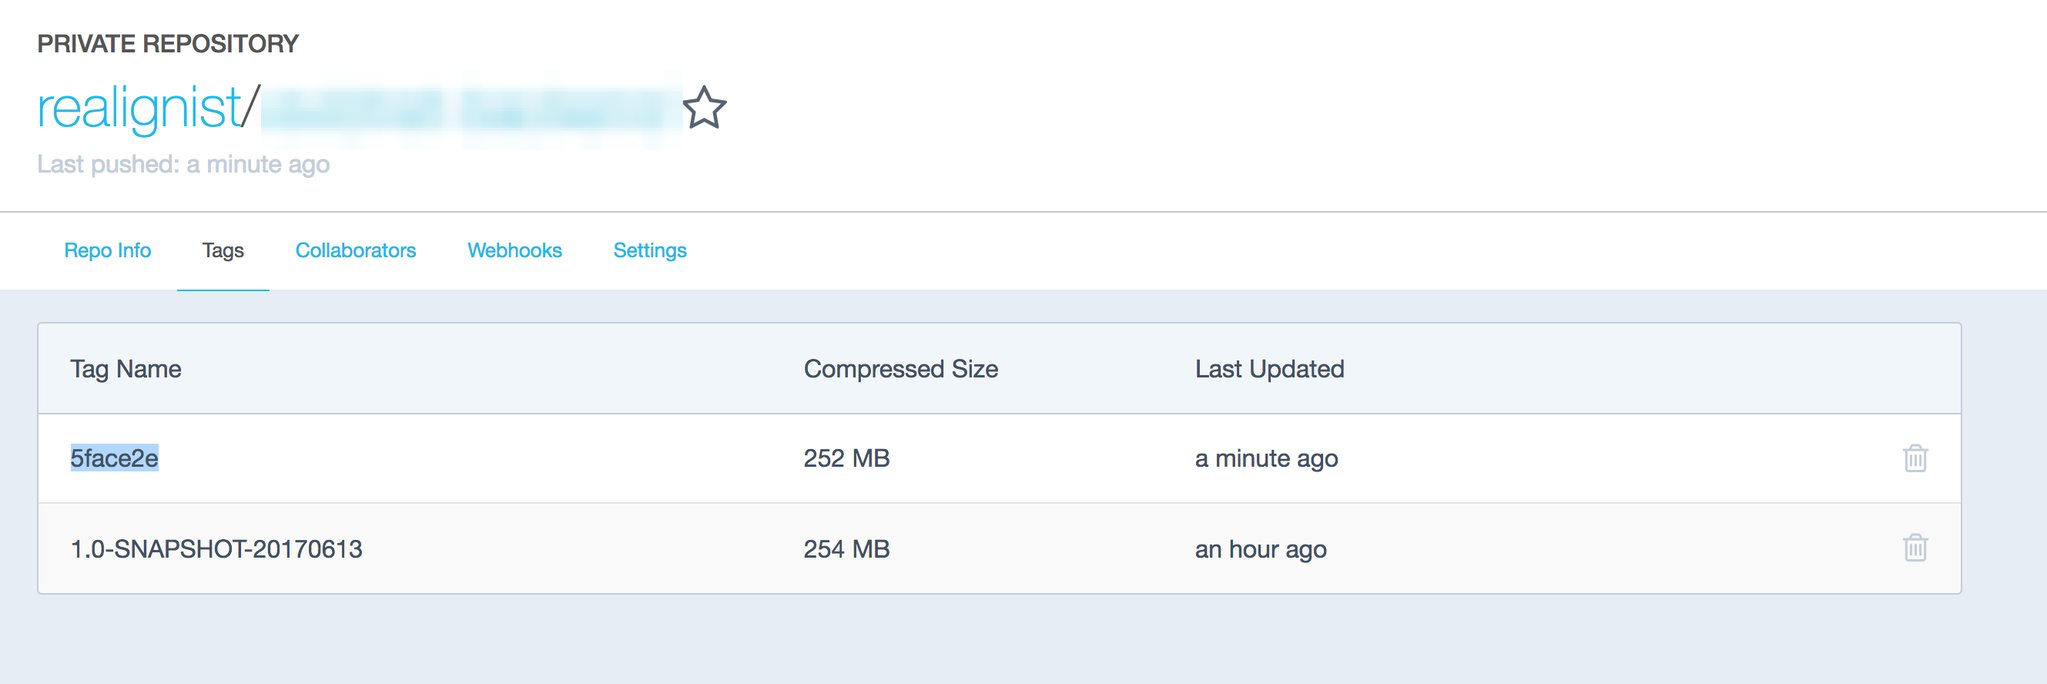 PRIVATE REPOSITORY
realignist/
Last pushed: a minute ago
Repo Info Tags Collaborators Webhooks Settings
Tag Name Compressed Size Last Updated
5face2e 252 MB a minute ago
1.0-SNAPSHOT-20170613 254 MB an hour ago